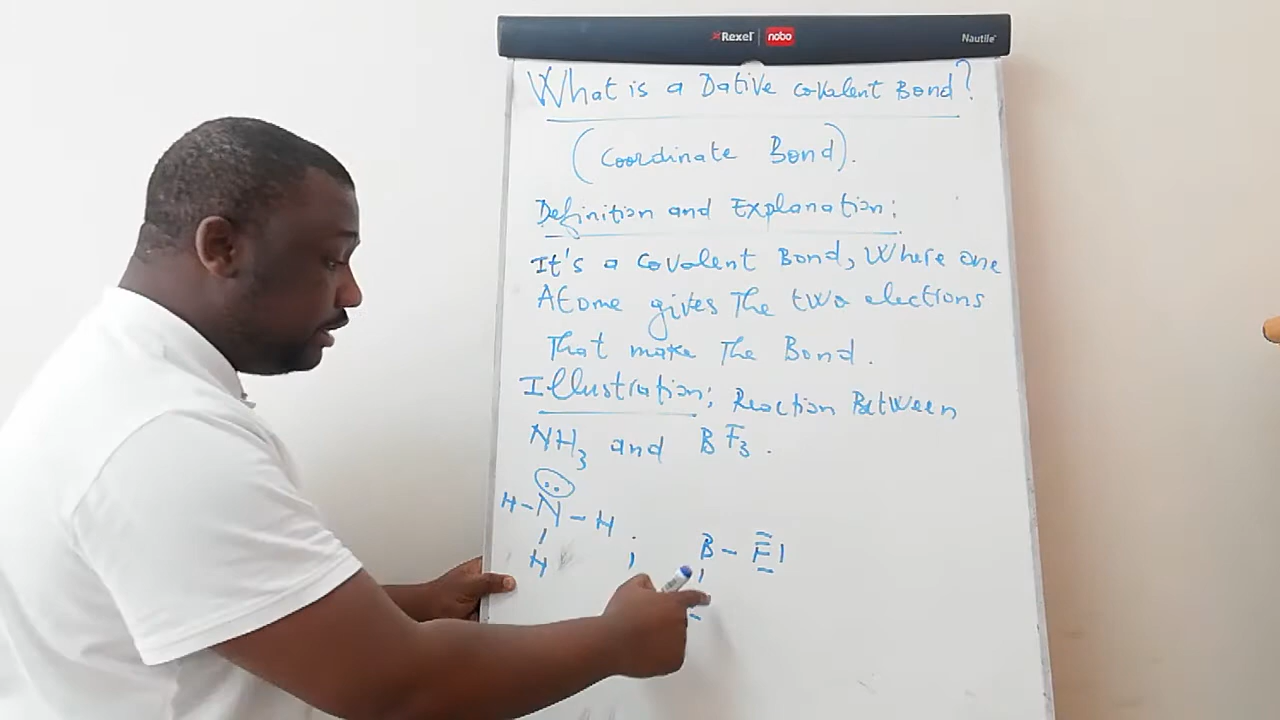 Rexel nobo Nautile
What is a Dative covalent Bond?
(Coordinate Bond).
Definition and Explanation:
It's a covalent Bond, Where one
Atome gives The two electrons
That make The Bond.
Illustration; Reaction Between
NH3 and BF3.
H-N-H
H
B-F